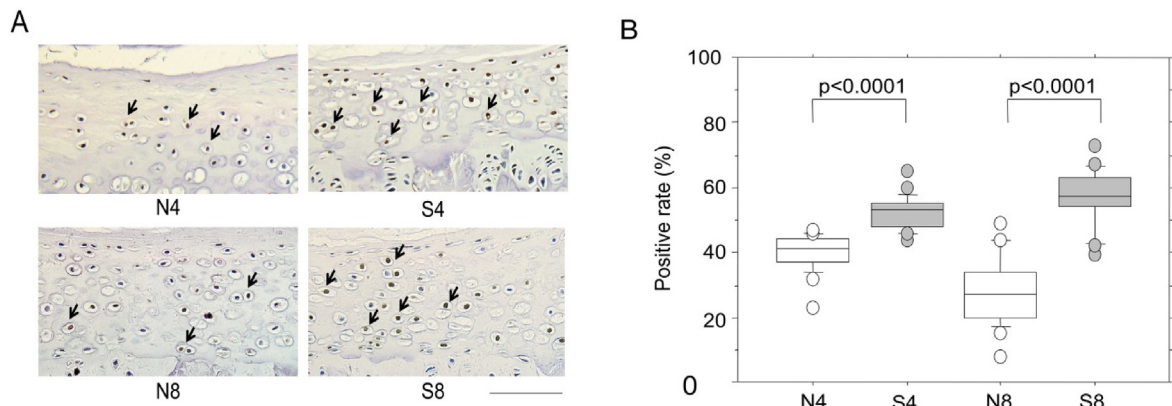 A
N4
S4
N8
S8
B
Positive rate (%)
100
80
60
40
20
0
p<0.0001
p<0.0001
N4
S4
N8
S8